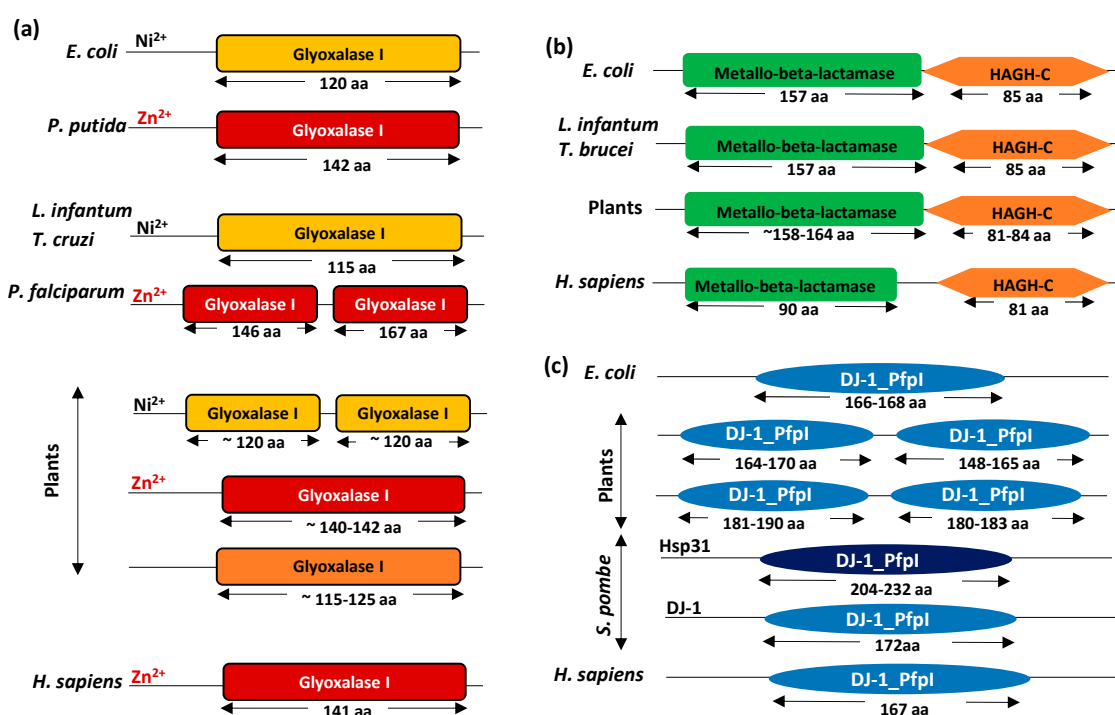 (a)
E. coli Ni2+ Glyoxalase I
120 aa
P. putida Zn2+ Glyoxalase I
142 aa
L. infantum
T. cruzi Ni2+ Glyoxalase I
115 aa
P. falciparum Zn2+ Glyoxalase I Glyoxalase I
146 aa 167 aa
Plants
Ni2+ Glyoxalase I Glyoxalase I
~ 120 aa ~ 120 aa
Zn2+ Glyoxalase I
~ 140-142 aa
Glyoxalase I
~ 115-125 aa
H. sapiens Zn2+ Glyoxalase I
141 aa
(b)
E. coli Metallo-beta-lactamase HAGH-C
157 aa 85 aa
L. infantum
T. brucei Metallo-beta-lactamase HAGH-C
157 aa 85 aa
Plants Metallo-beta-lactamase HAGH-C
~158-164 aa 81-84 aa
H. sapiens Metallo-beta-lactamase HAGH-C
90 aa 81 aa
(c)
E. coli DJ-1_PfpI
166-168 aa
Plants
DJ-1_PfpI DJ-1_PfpI
164-170 aa 148-165 aa
DJ-1_PfpI DJ-1_PfpI
181-190 aa 180-183 aa
S. pombe
Hsp31 DJ-1_PfpI
204-232 aa
DJ-1 DJ-1_PfpI
172aa
H. sapiens DJ-1_PfpI
167 aa